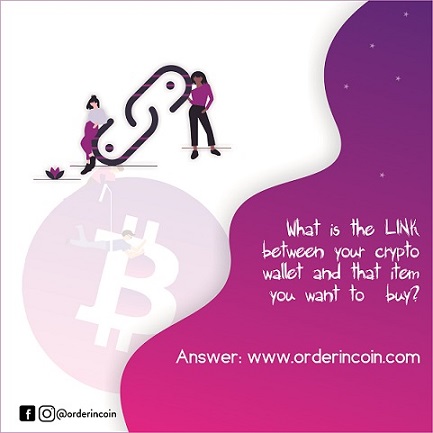 What is the LINK
between your crypto
wallet and that item
you want to buy?
Answer: www.orderincoin.com
@orderincoin